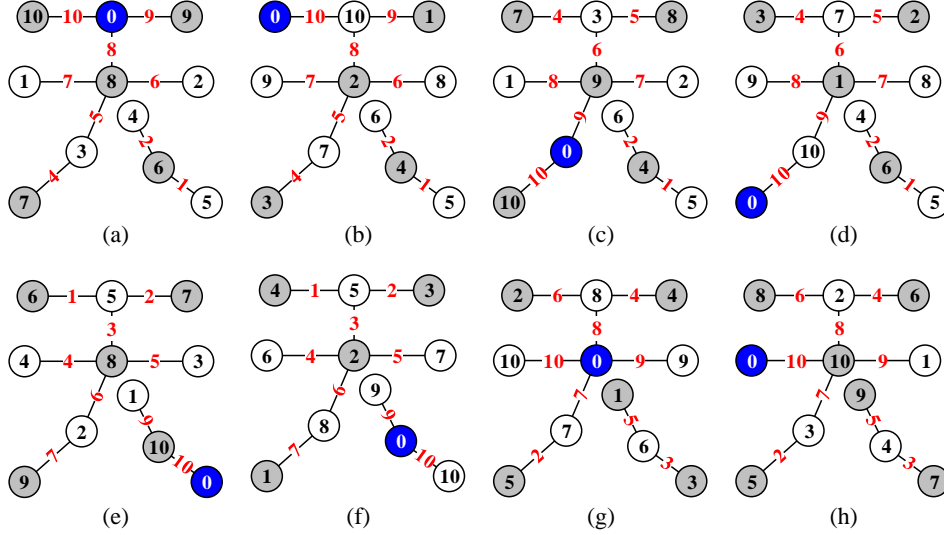 10 10 0 9 9 0 10 10 9 1 7 4 3 5 8 3 4 7 5 2
8 8 6 6
1 7 8 6 2 9 7 2 6 8 1 8 9 7 2 9 8 1 7 8
5 4 5 6 9 6 9 4
3 2 7 2 0 2 10 2
4 6 4 4 10 4 10 6
7 1 5 3 1 5 10 1 5 0 1 5
(a) (b) (c) (d)
6 1 5 2 7 4 1 5 2 3 2 6 8 4 4 8 6 2 4 6
3 3 8 8
4 4 8 5 3 6 4 2 5 7 10 10 0 9 9 0 10 10 9 1
6 1 6 9 7 1 7 9
2 9 8 9 7 5 3 5
7 10 7 0 2 6 2 4
9 10 0 1 10 10 5 3 3 5 3 7
(e) (f) (g) (h)